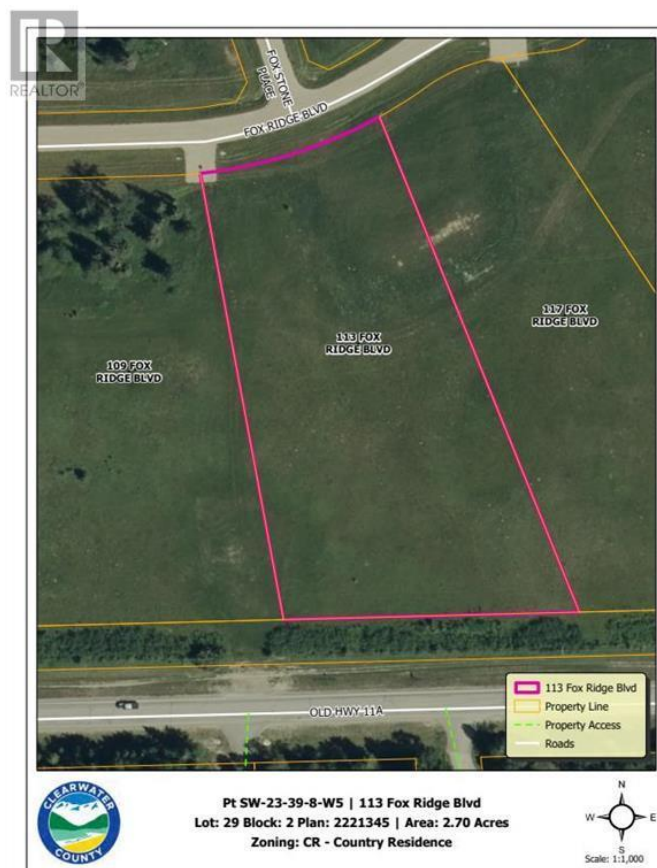 REALTOR®
FOX STONE
PLACE
FOX RIDGE BLVD
109 FOX
RIDGE BLVD
113 FOX
RIDGE BLVD
117 FOX
RIDGE BLVD
OLD HWY 11A
113 Fox Ridge Blvd
Property Line
Property Access
Roads
CLEARWATER
COUNTY
Pt SW-23-39-8-W5 | 113 Fox Ridge Blvd
Lot: 29 Block: 2 Plan: 2221345 | Area: 2.70 Acres
Zoning: CR - Country Residence
N
W E
S
Scale: 1:1,000